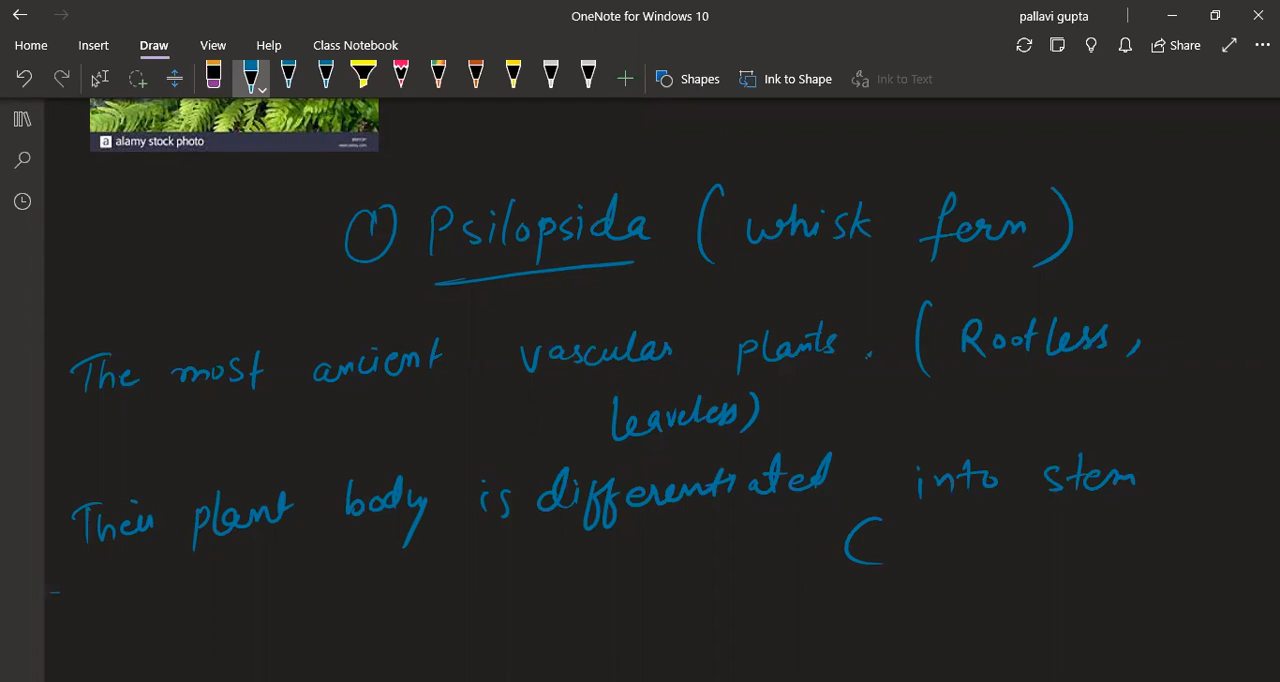 OneNote for Windows 10
pallavi gupta
Home Insert Draw View Help Class Notebook
Share
Shapes Ink to Shape Ink to Text
a alamy stock photo
① Psilopsida (whisk fern)
The most ancient vascular plants. (Rootless,
leaveless)
Their plant body is differentiated into stem
(